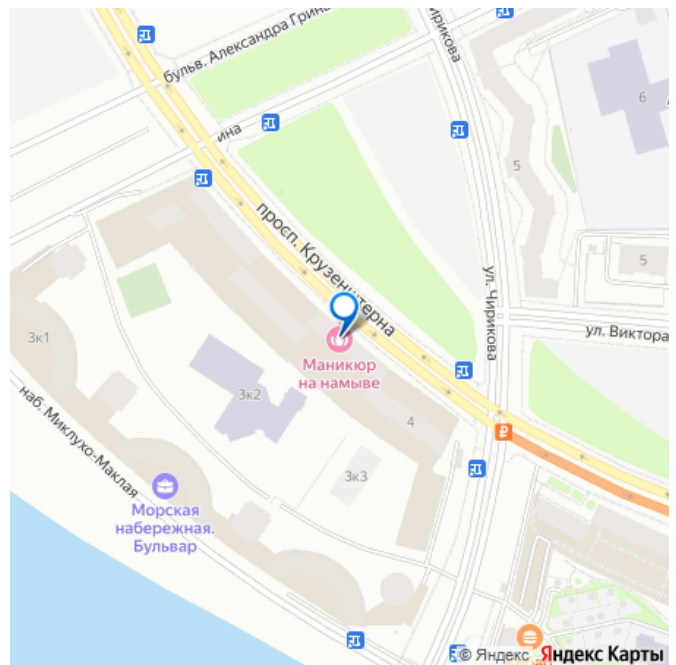 бульв. Александра Грина
ина
ирикова
6
5
5
просп. Крузенштерна
ул. Чирикова
ул. Виктора
3к1
3к2
Маникюр
на намыве
4
3к3
наб. Миклухо-Маклая
Морская
набережная.
Бульвар
© Яндекс Яндекс Карты